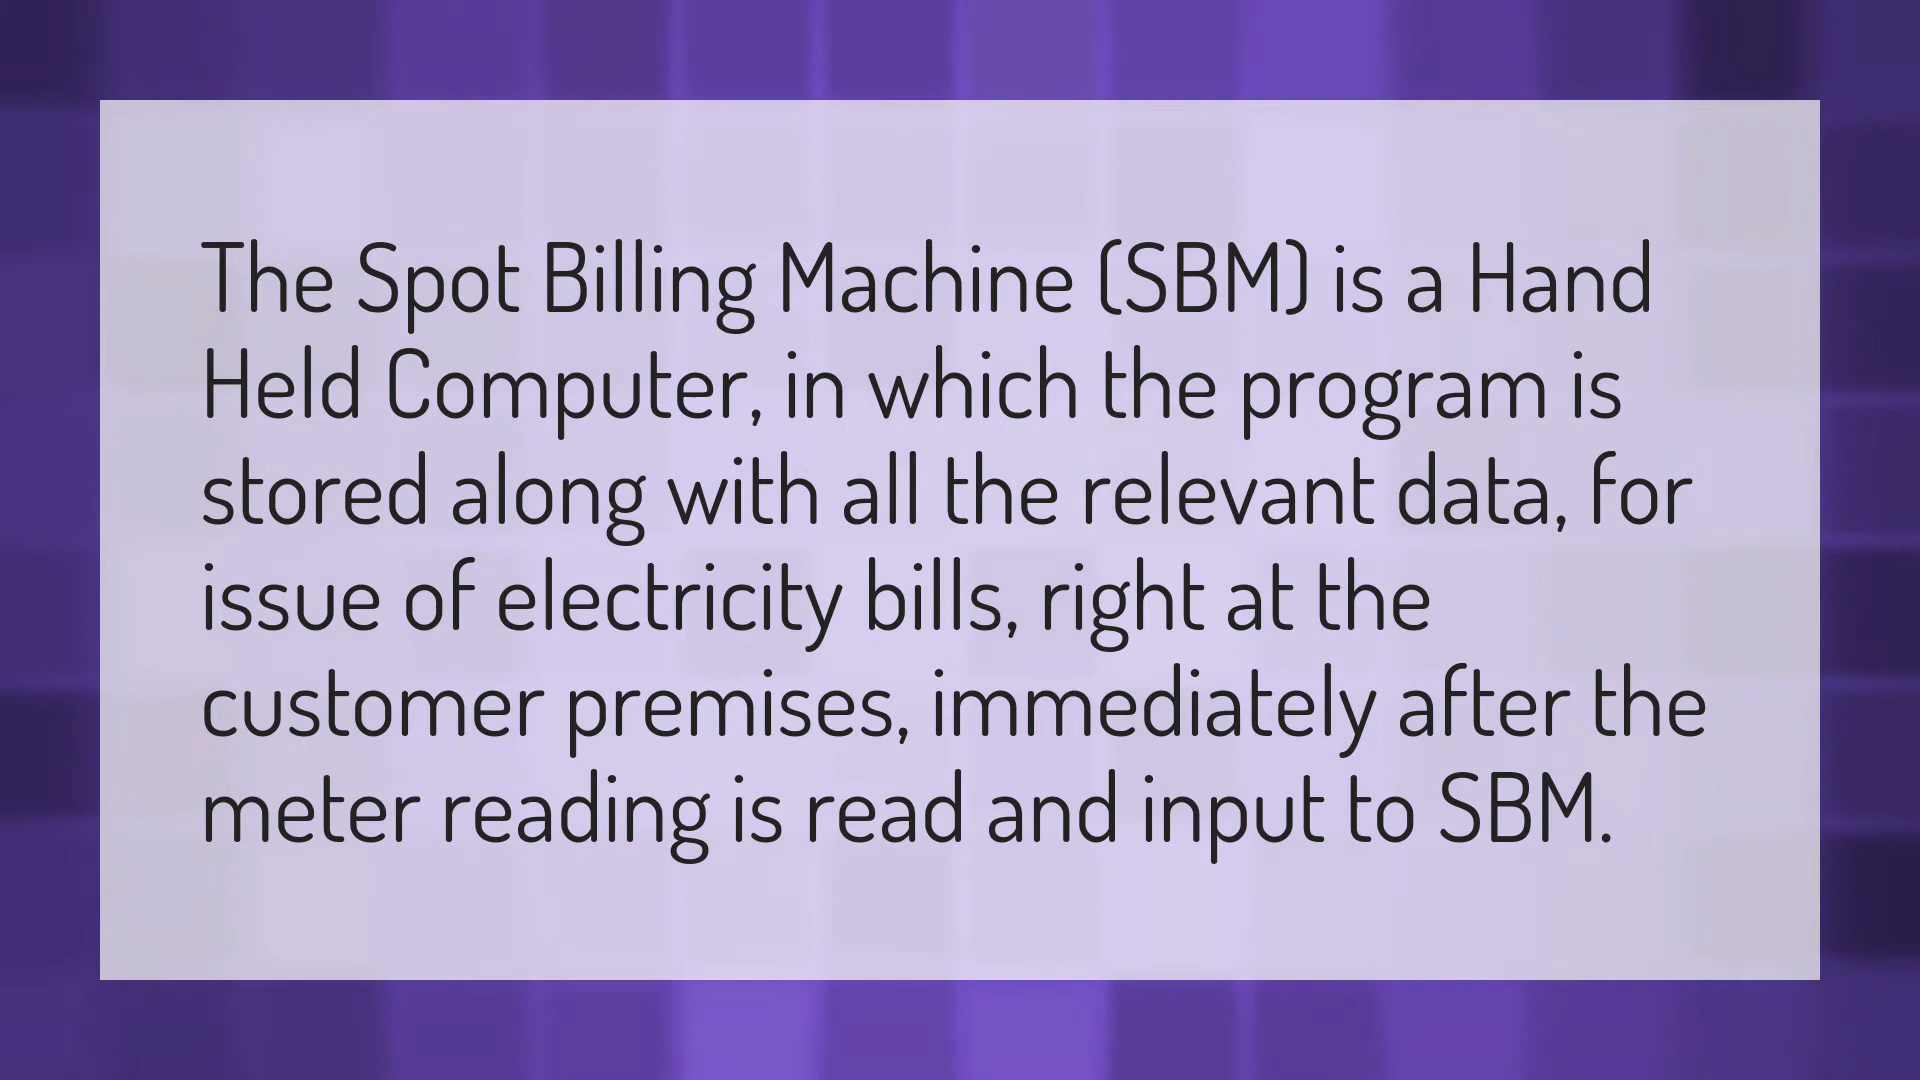 The Spot Billing Machine (SBM) is a Hand
Held Computer, in which the program is
stored along with all the relevant data, for
issue of electricity bills, right at the
customer premises, immediately after the
meter reading is read and input to SBM.